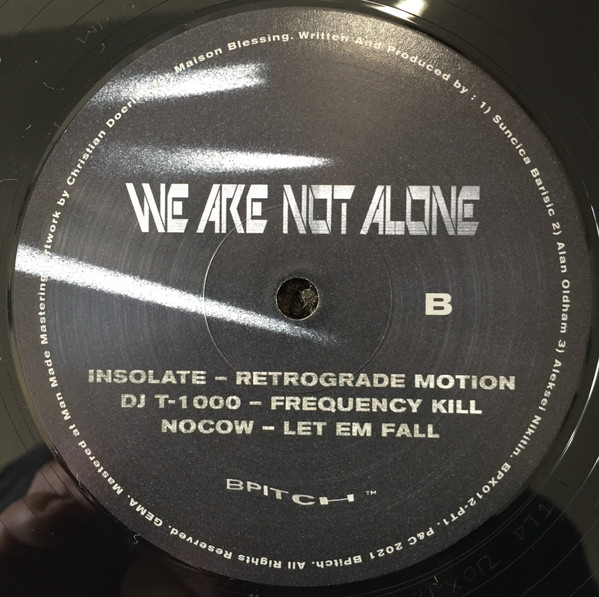 WE ARE NOT ALONE
B
INSOLATE – RETROGRADE MOTION
DJ T-1000 – FREQUENCY KILL
NOCOW – LET EM FALL
BPITCH ™
Written And Produced by : 1) Suncica Barisic 2) Alan Oldham 3) Aleksei Nikitin. BPX012-PT1. P&C 2021 BPitch. All Rights Reserved. GEMA. Mastered at Man Made Mastering. Artwork by Christian Doering, Maison Blessing.
PT1